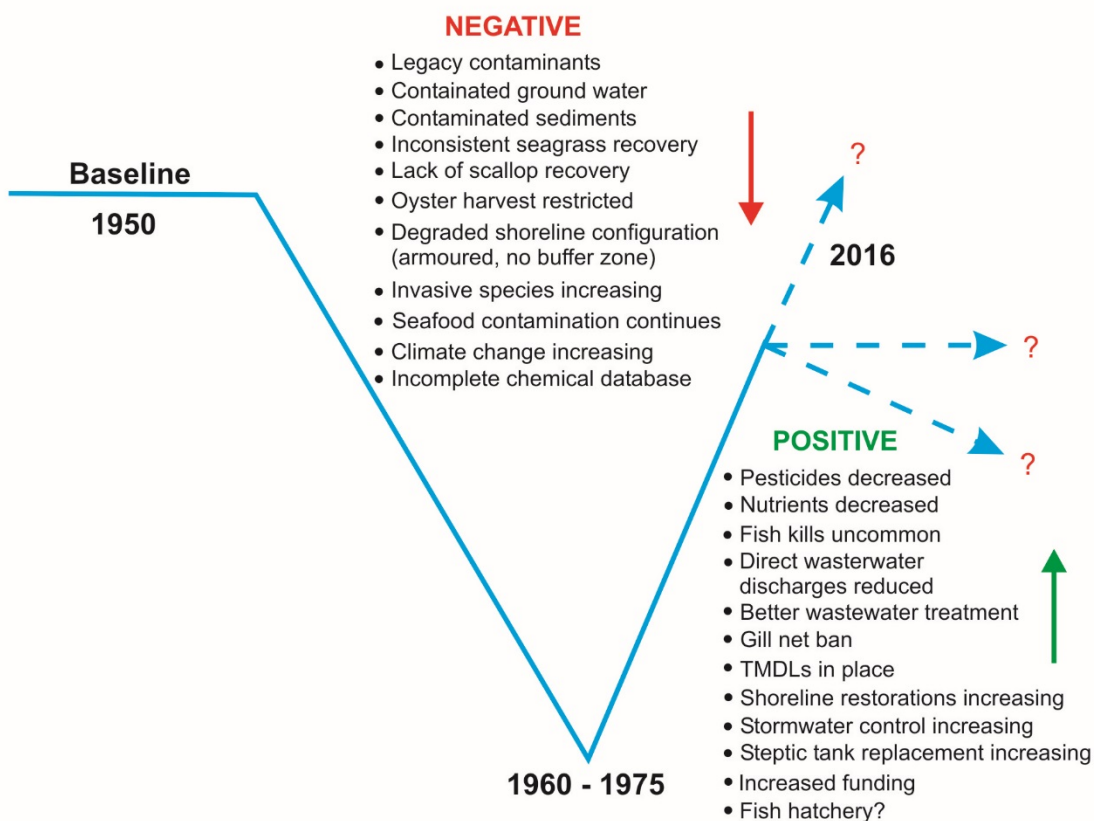 NEGATIVE
• Legacy contaminants
• Containated ground water
• Contaminated sediments
• Inconsistent seagrass recovery
• Lack of scallop recovery
• Oyster harvest restricted
• Degraded shoreline configuration
(armoured, no buffer zone)
• Invasive species increasing
• Seafood contamination continues
• Climate change increasing
• Incomplete chemical database
Baseline
1950
1960 - 1975
?
2016
?
?
POSITIVE
• Pesticides decreased
• Nutrients decreased
• Fish kills uncommon
• Direct wasterwater
discharges reduced
• Better wastewater treatment
• Gill net ban
• TMDLs in place
• Shoreline restorations increasing
• Stormwater control increasing
• Steptic tank replacement increasing
• Increased funding
• Fish hatchery?